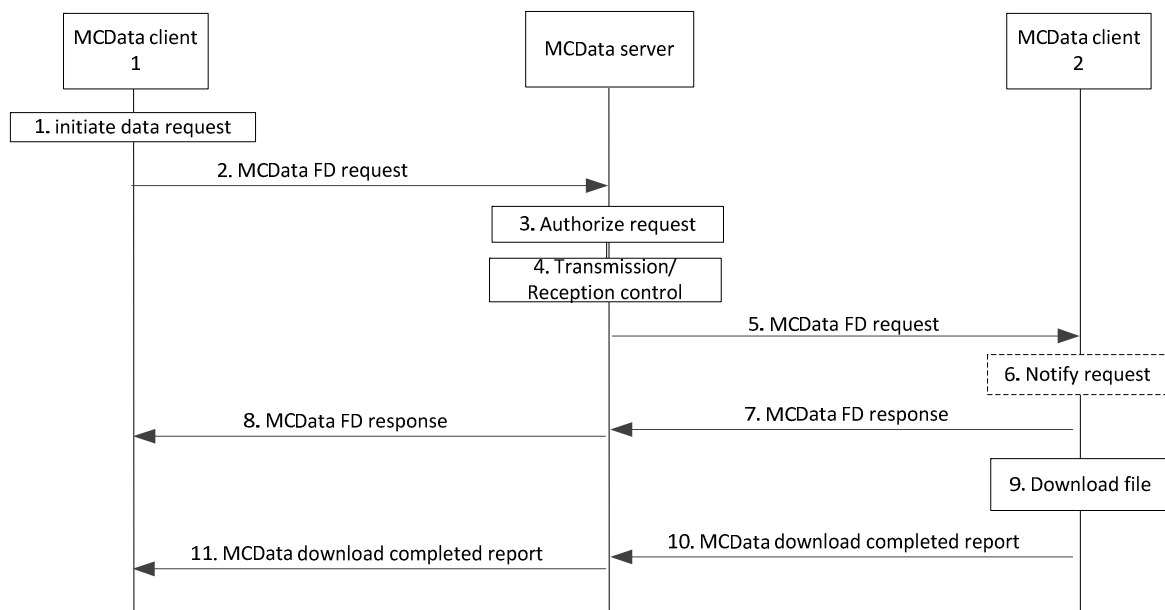 MCData client
1
MCData server
MCData client
2
1. initiate data request
2. MCData FD request
3. Authorize request
4. Transmission/
Reception control
5. MCData FD request
6. Notify request
7. MCData FD response
8. MCData FD response
9. Download file
10. MCData download completed report
11. MCData download completed report